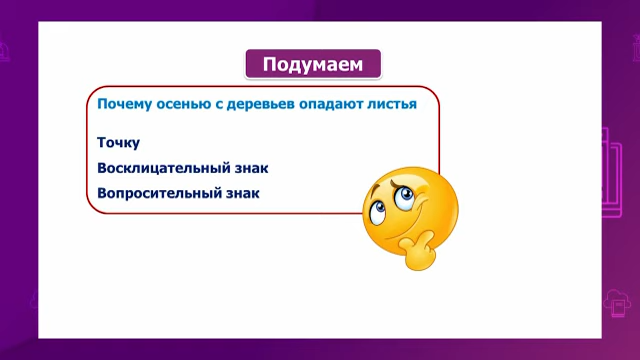 Подумаем
Почему осенью с деревьев опадают листья
Точку
Восклицательный знак
Вопросительный знак